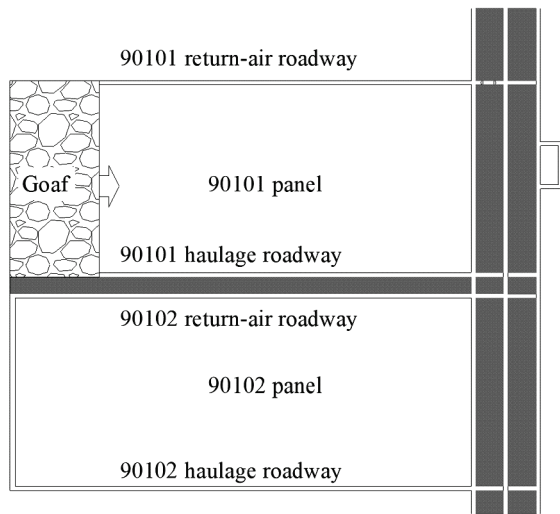 90101 return-air roadway
Goaf
90101 panel
90101 haulage roadway
90102 return-air roadway
90102 panel
90102 haulage roadway